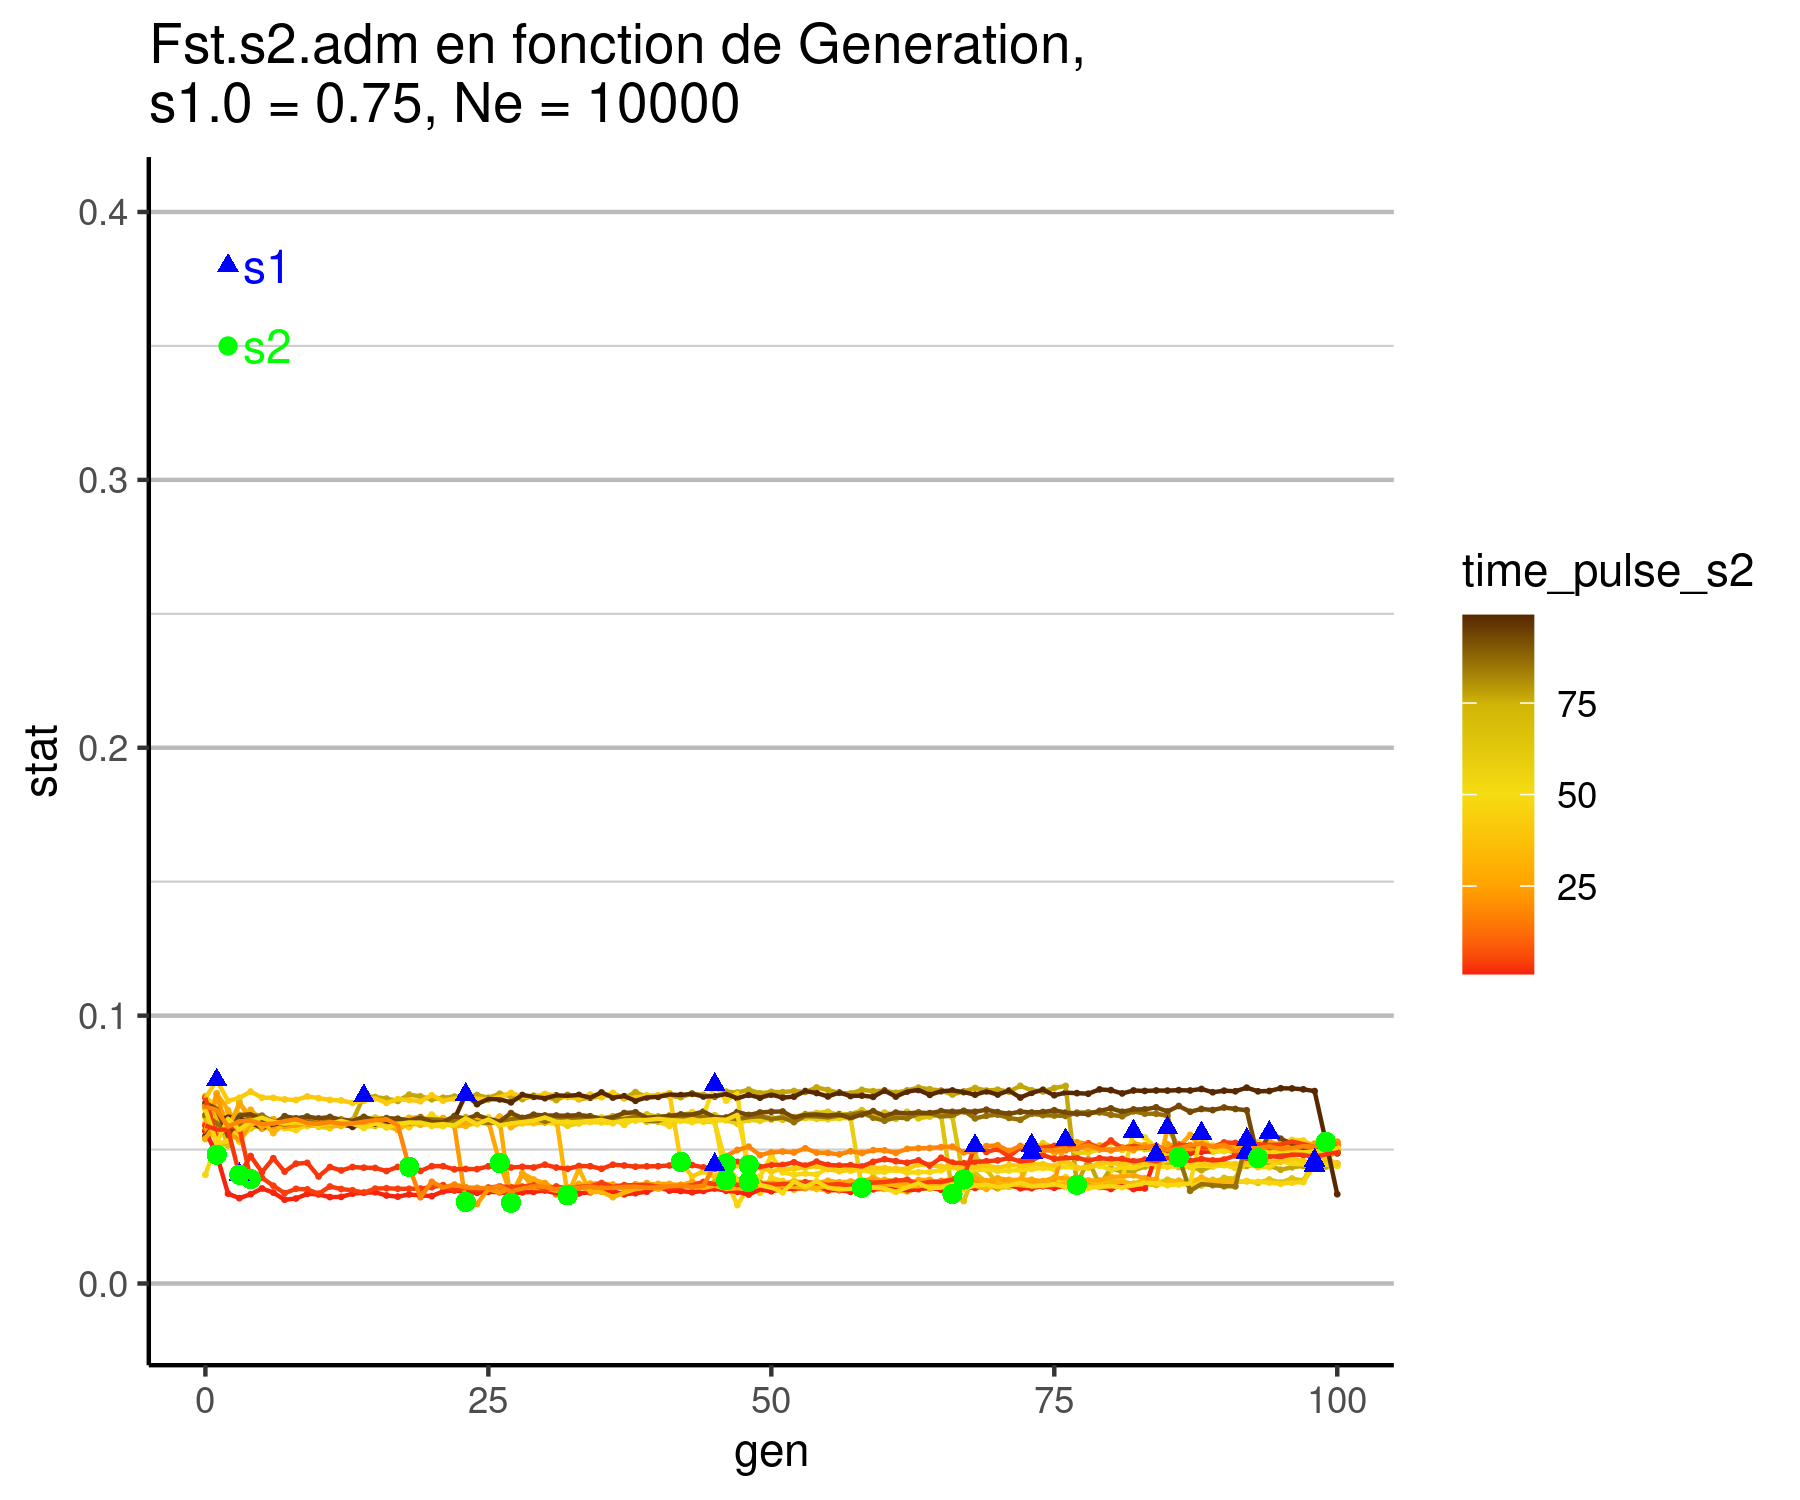 Fst.s2.adm en fonction de Generation,
s1.0 = 0.75, Ne = 10000
0.4
s1
s2
0.3
0.2
0.1
0.0
stat
0 25 50 75 100
gen
time_pulse_s2
75
50
25